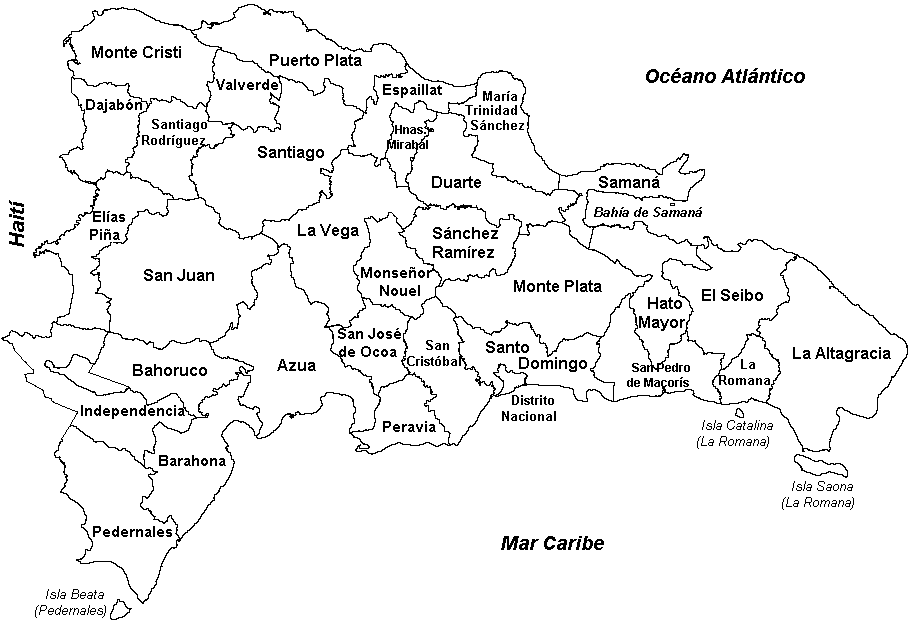 Monte Cristi
Puerto Plata
Océano Atlántico
Valverde
Espaillat
Dajabón
María
Trinidad
Sánchez
Santiago
Rodríguez
Hnas.
Mirabal
Santiago
Duarte
Samaná
Bahía de Samaná
Haití
Elías
Piña
La Vega
Sánchez
Ramírez
San Juan
Monseñor
Nouel
Monte Plata
El Seibo
Hato
Mayor
San José
de Ocoa
San
Cristóbal
Santo
Domingo
La Altagracia
Azua
Bahoruco
San Pedro
de Macorís
La
Romana
Distrito
Nacional
Independencia
Peravia
Isla Catalina
(La Romana)
Barahona
Isla Saona
(La Romana)
Pedernales
Mar Caribe
Isla Beata
(Pedernales)